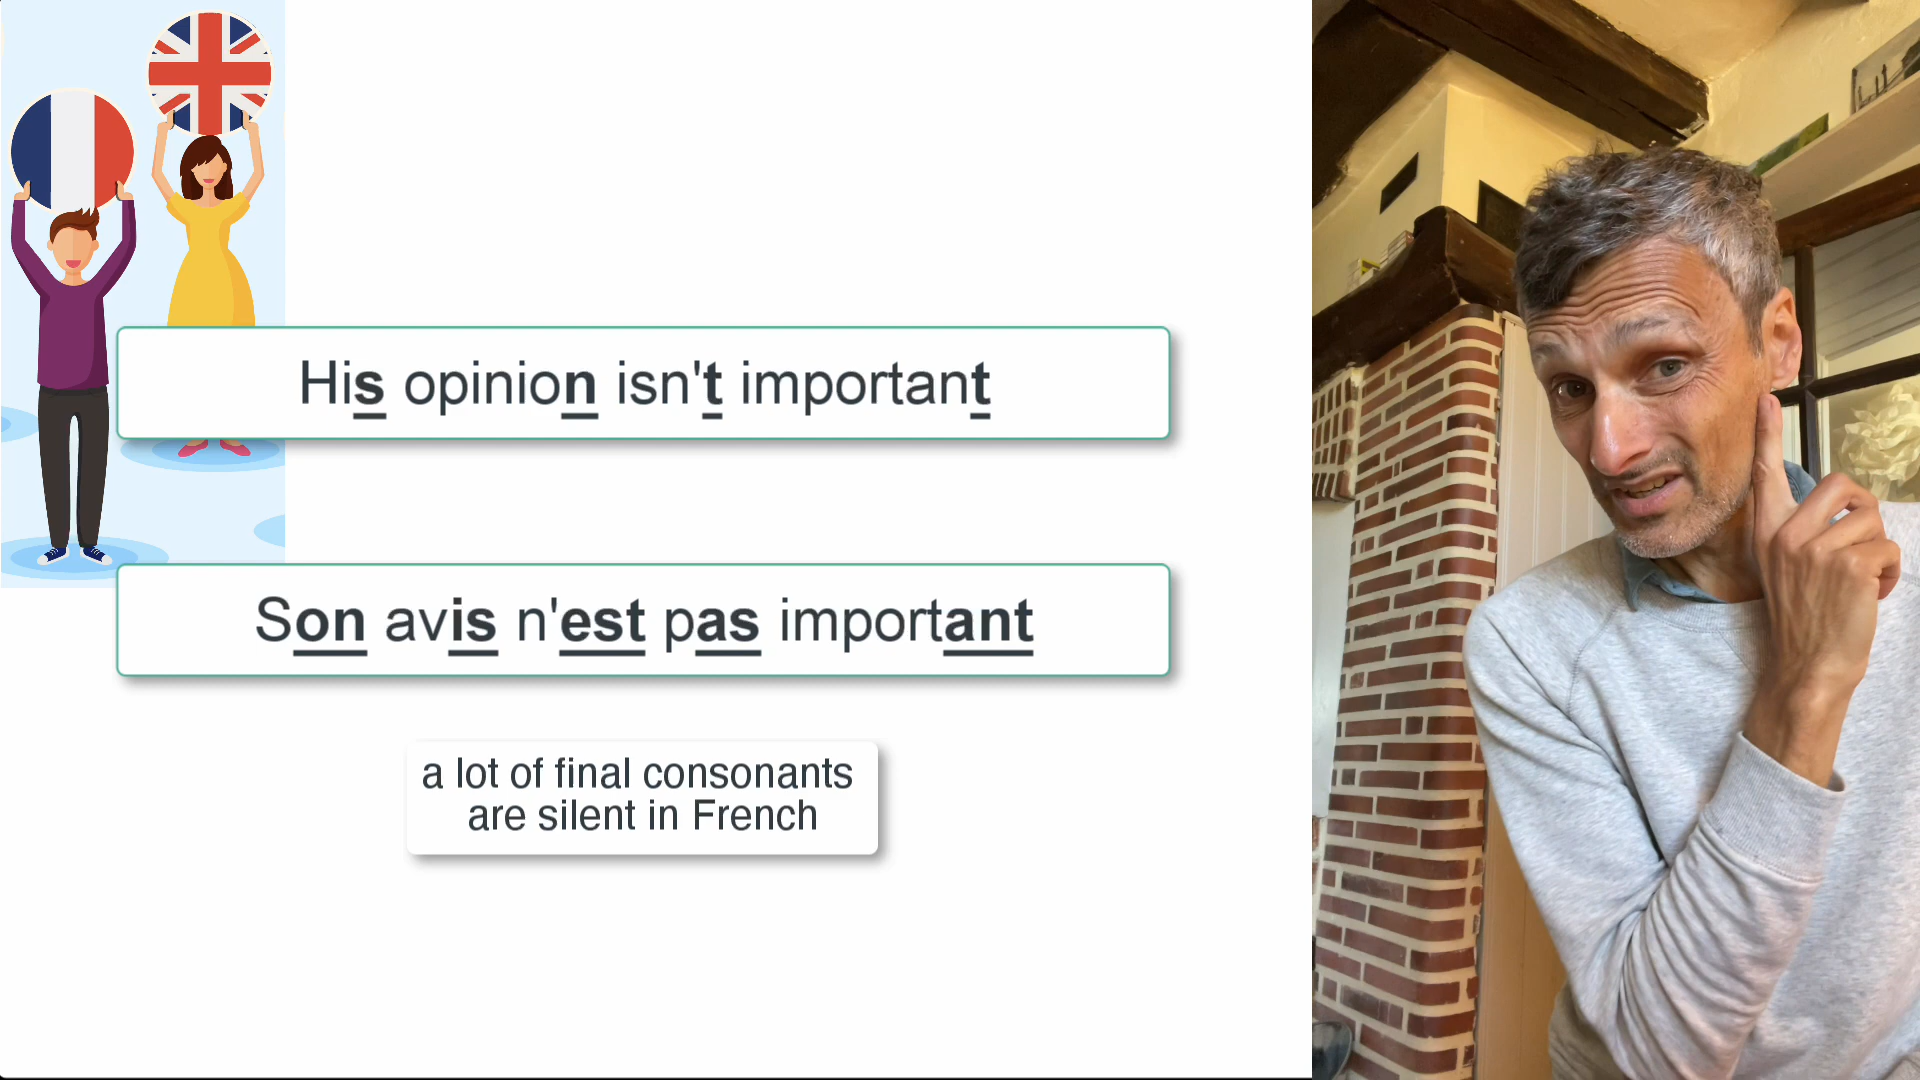 His opinion isn't important
Son avis n'est pas important
a lot of final consonants
are silent in French